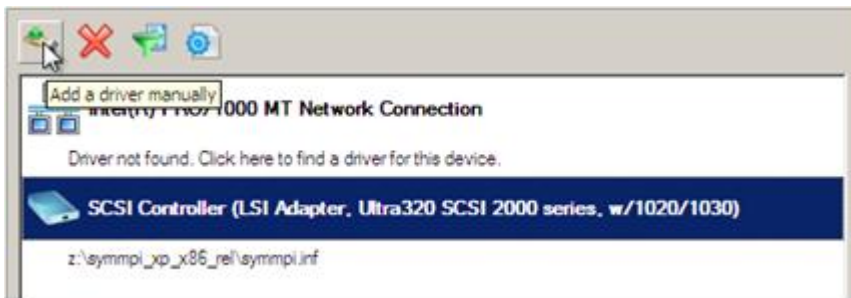 Add a driver manually
Intel(R) PRO/1000 MT Network Connection
Driver not found. Click here to find a driver for this device.
SCSI Controller (LSI Adapter, Ultra320 SCSI 2000 series, w/1020/1030)
z:\symmpi_xp_x86_rel\symmpi.inf